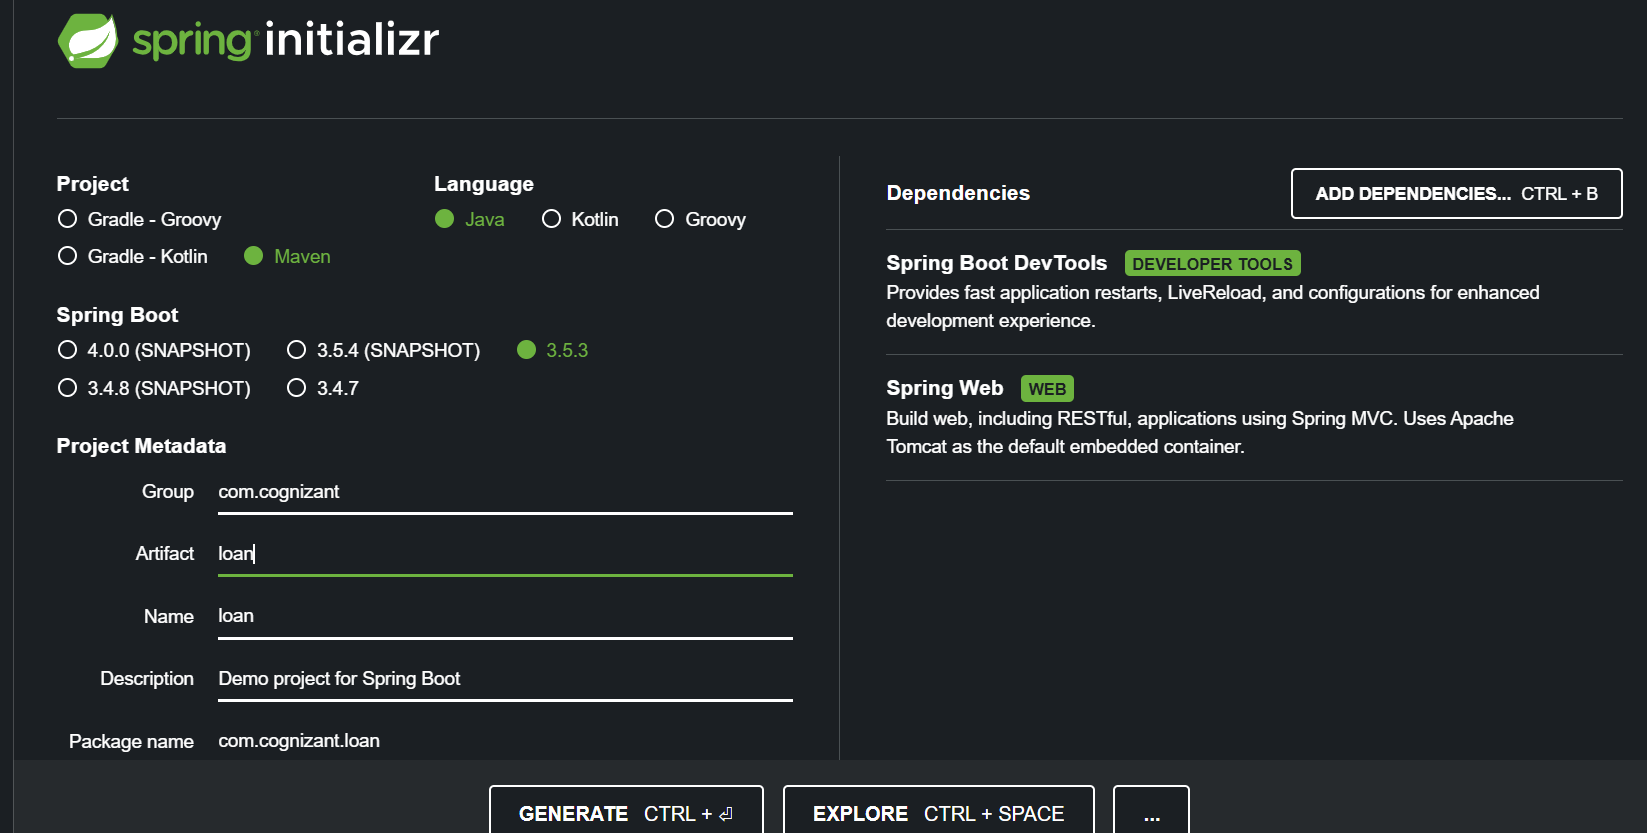 spring initializr
Project
Gradle - Groovy
Gradle - Kotlin Maven
Language
Java Kotlin Groovy
Spring Boot
4.0.0 (SNAPSHOT) 3.5.4 (SNAPSHOT) 3.5.3
3.4.8 (SNAPSHOT) 3.4.7
Project Metadata
Group com.cognizant
Artifact loan
Name loan
Description Demo project for Spring Boot
Package name com.cognizant.loan
Dependencies
ADD DEPENDENCIES... CTRL + B
Spring Boot DevTools DEVELOPER TOOLS
Provides fast application restarts, LiveReload, and configurations for enhanced
development experience.
Spring Web WEB
Build web, including RESTful, applications using Spring MVC. Uses Apache
Tomcat as the default embedded container.
GENERATE CTRL + ⏎
EXPLORE CTRL + SPACE
...